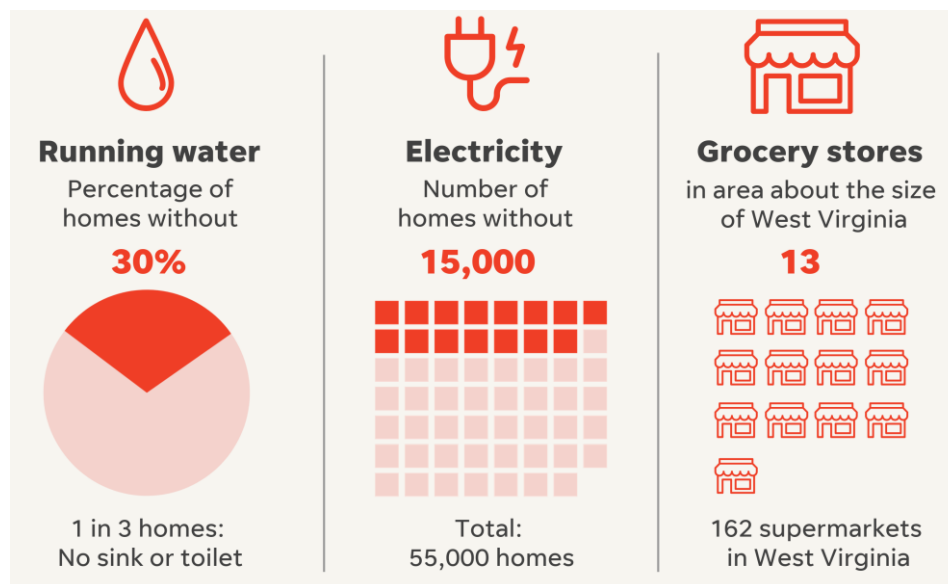 Running water
Percentage of
homes without
30%
1 in 3 homes:
No sink or toilet
Electricity
Number of
homes without
15,000
Total:
55,000 homes
Grocery stores
in area about the size
of West Virginia
13
162 supermarkets
in West Virginia